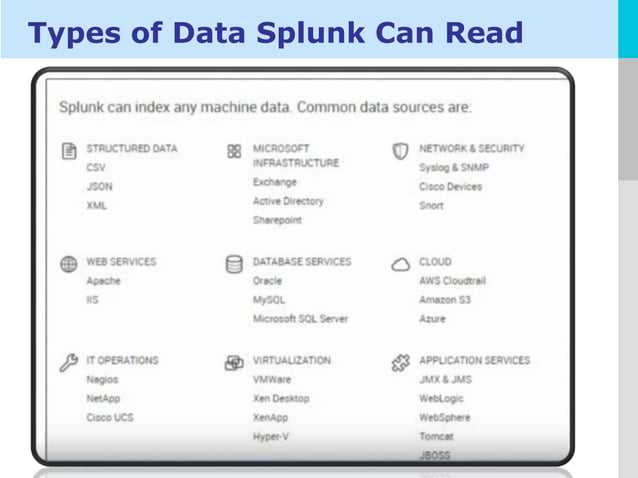 Types of Data Splunk Can Read
Splunk can index any machine data. Common data sources are:
STRUCTURED DATA
CSV
JSON
XML
MICROSOFT
INFRASTRUCTURE
Exchange
Active Directory
Sharepoint
NETWORK & SECURITY
Syslog & SNMP
Cisco Devices
Snort
WEB SERVICES
Apache
IIS
DATABASE SERVICES
Oracle
MySQL
Microsoft SQL Server
CLOUD
AWS Cloudtrail
Amazon S3
Azure
IT OPERATIONS
Nagios
NetApp
Cisco UCS
VIRTUALIZATION
VMWare
Xen Desktop
XenApp
Hyper-V
APPLICATION SERVICES
JMX & JMS
WebLogic
WebSphere
Tomcat
JBOSS